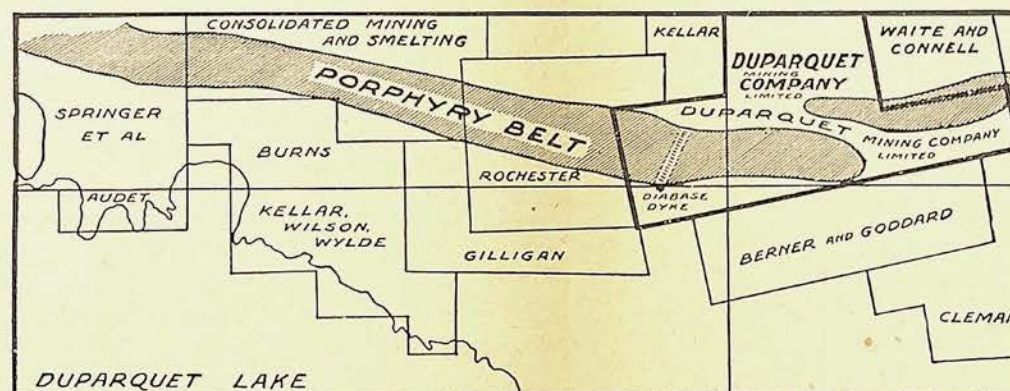 CONSOLIDATED MINING
AND SMELTING
KELLAR
DUPARQUET
MINING
COMPANY
LIMITED
WAITE AND
CONNELL
PORPHYRY BELT
DUPARQUET
MINING COMPANY
LIMITED
SPRINGER
ET AL
BURNS
ROCHESTER
DIABASE
DYKE
AUDET
KELLAR,
WILSON,
WYLDE
GILLIGAN
BERNER AND GODDARD
CLEMA
DUPARQUET LAKE